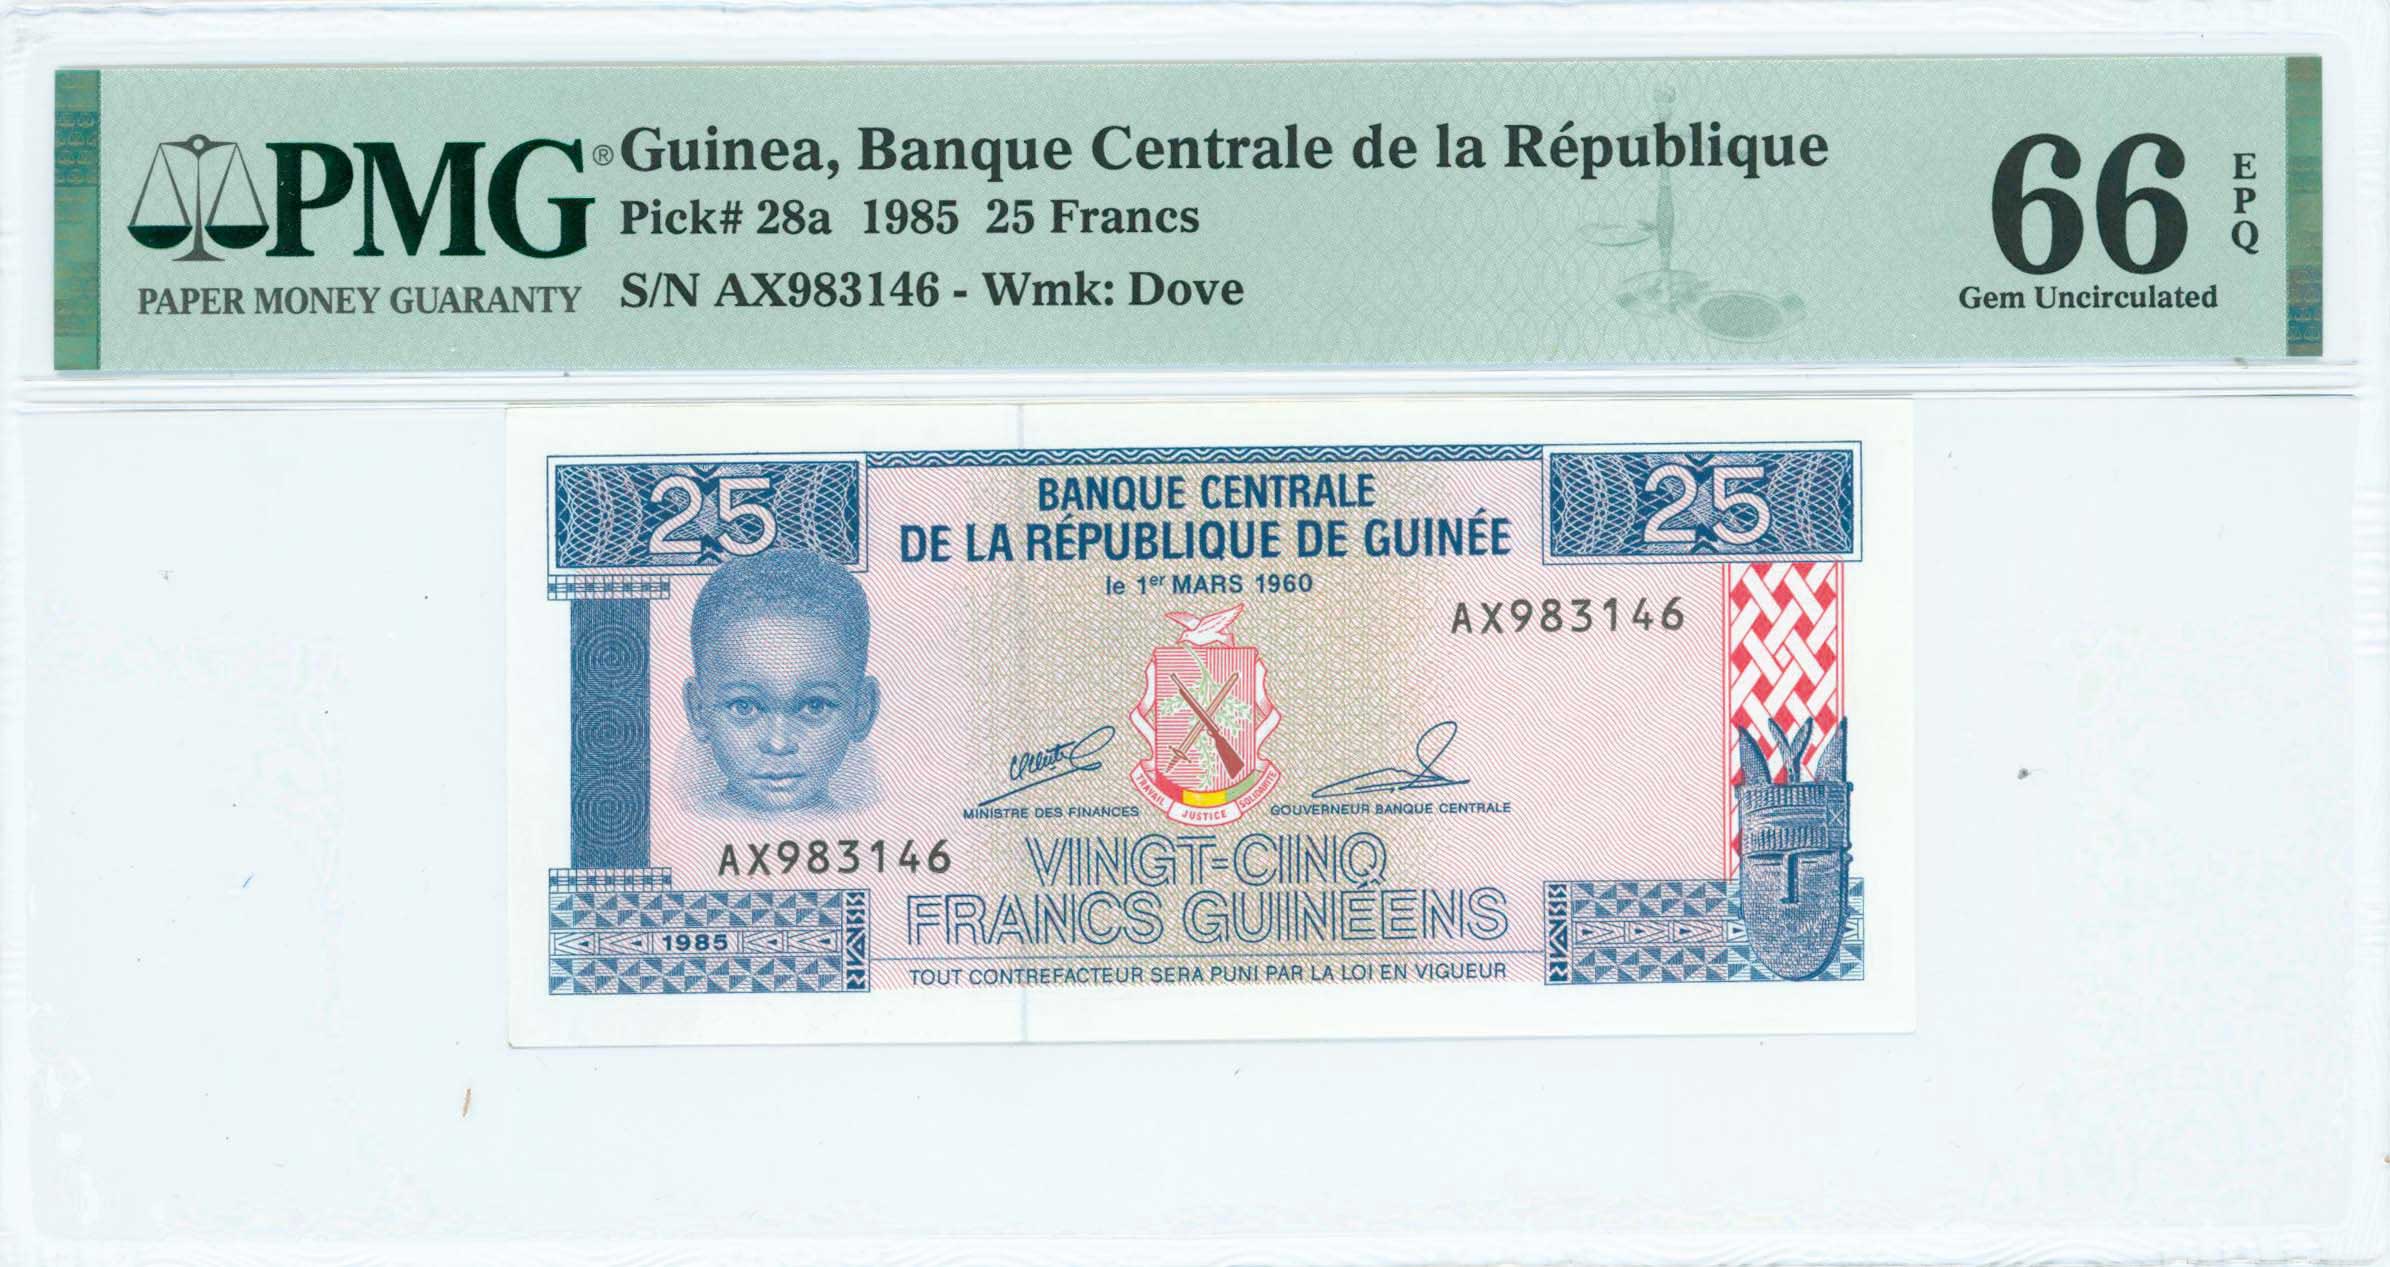 PMG®
PAPER MONEY GUARANTY
Guinea, Banque Centrale de la République
Pick# 28a 1985 25 Francs
S/N AX983146 - Wmk: Dove
66
EPQ
Gem Uncirculated
25
25
BANQUE CENTRALE
DE LA RÉPUBLIQUE DE GUINÉE
le 1er MARS 1960
AX983146
MINISTRE DES FINANCES
TRAVAIL JUSTICE SOLIDARITÉ
GOUVERNEUR BANQUE CENTRALE
AX983146
VINGT-CINQ
FRANCS GUINÉENS
1985
TOUT CONTREFACTEUR SERA PUNI PAR LA LOI EN VIGUEUR